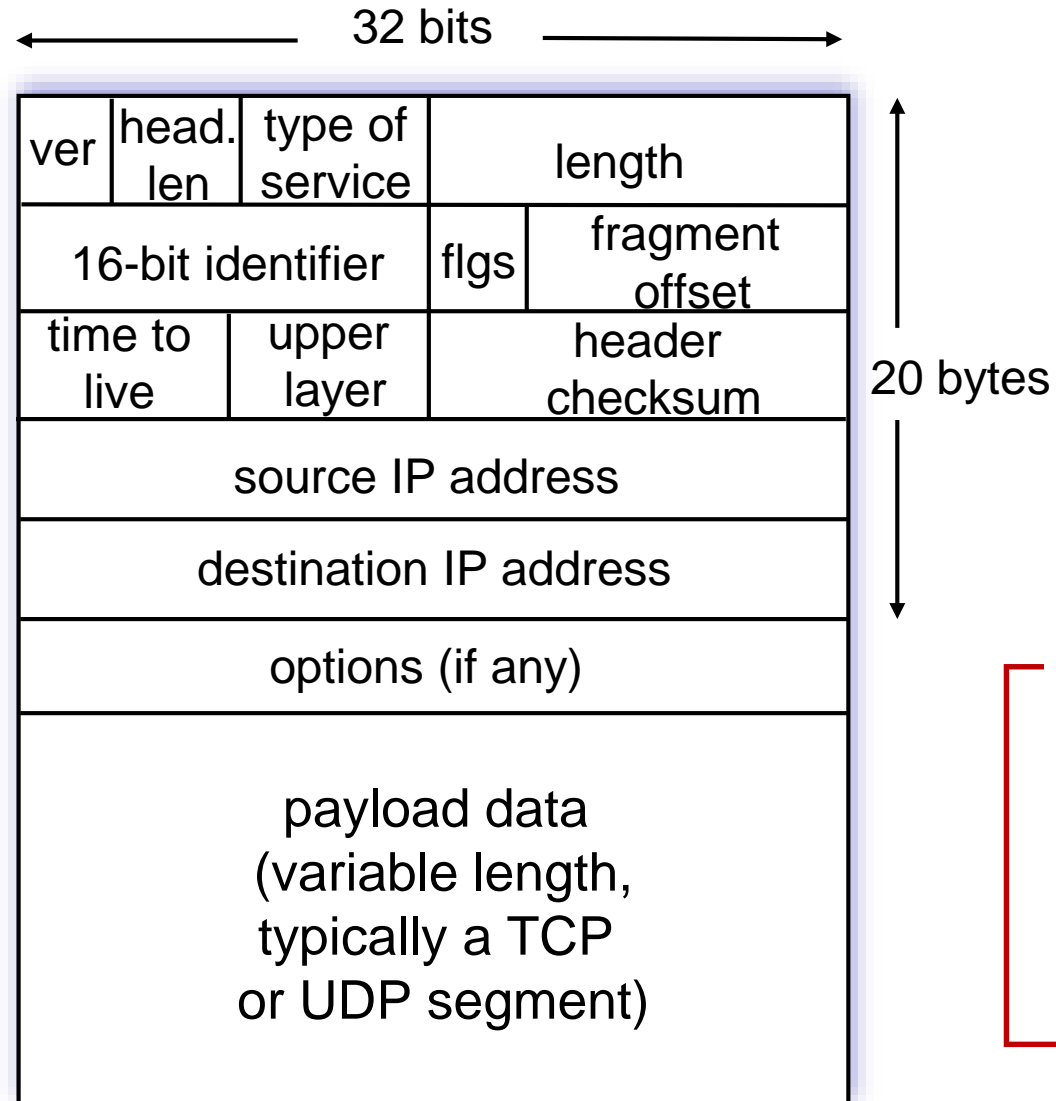 32 bits
ver
head.
len
type of
service
length
16-bit identifier
flgs
fragment
offset
time to
live
upper
layer
header
checksum
20 bytes
source IP address
destination IP address
options (if any)
payload data
(variable length,
typically a TCP
or UDP segment)